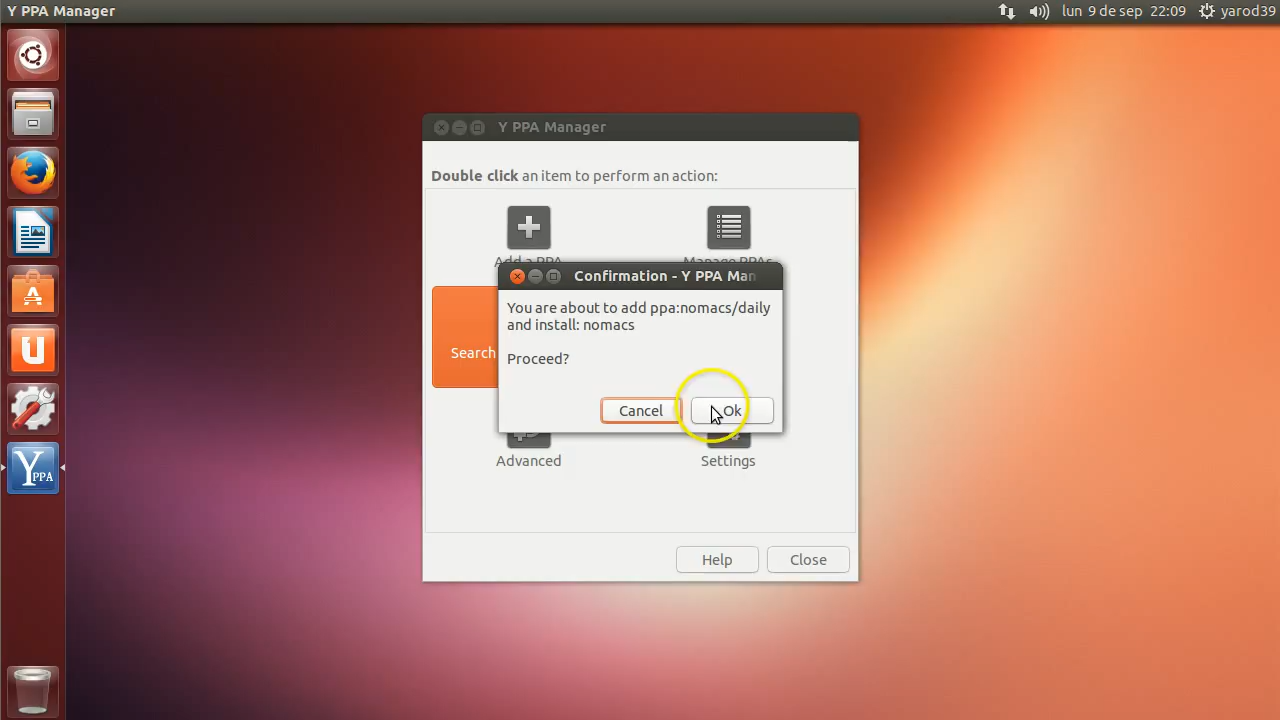 Y PPA Manager
lun 9 de sep 22:09
yarod39
Y PPA Manager
Double click an item to perform an action:
Add a PPA
Manage PPAs
Confirmation - Y PPA Man
You are about to add ppa:nomacs/daily
and install: nomacs
Proceed?
Search
Cancel
Ok
Advanced
Settings
Help
Close
Y PPA